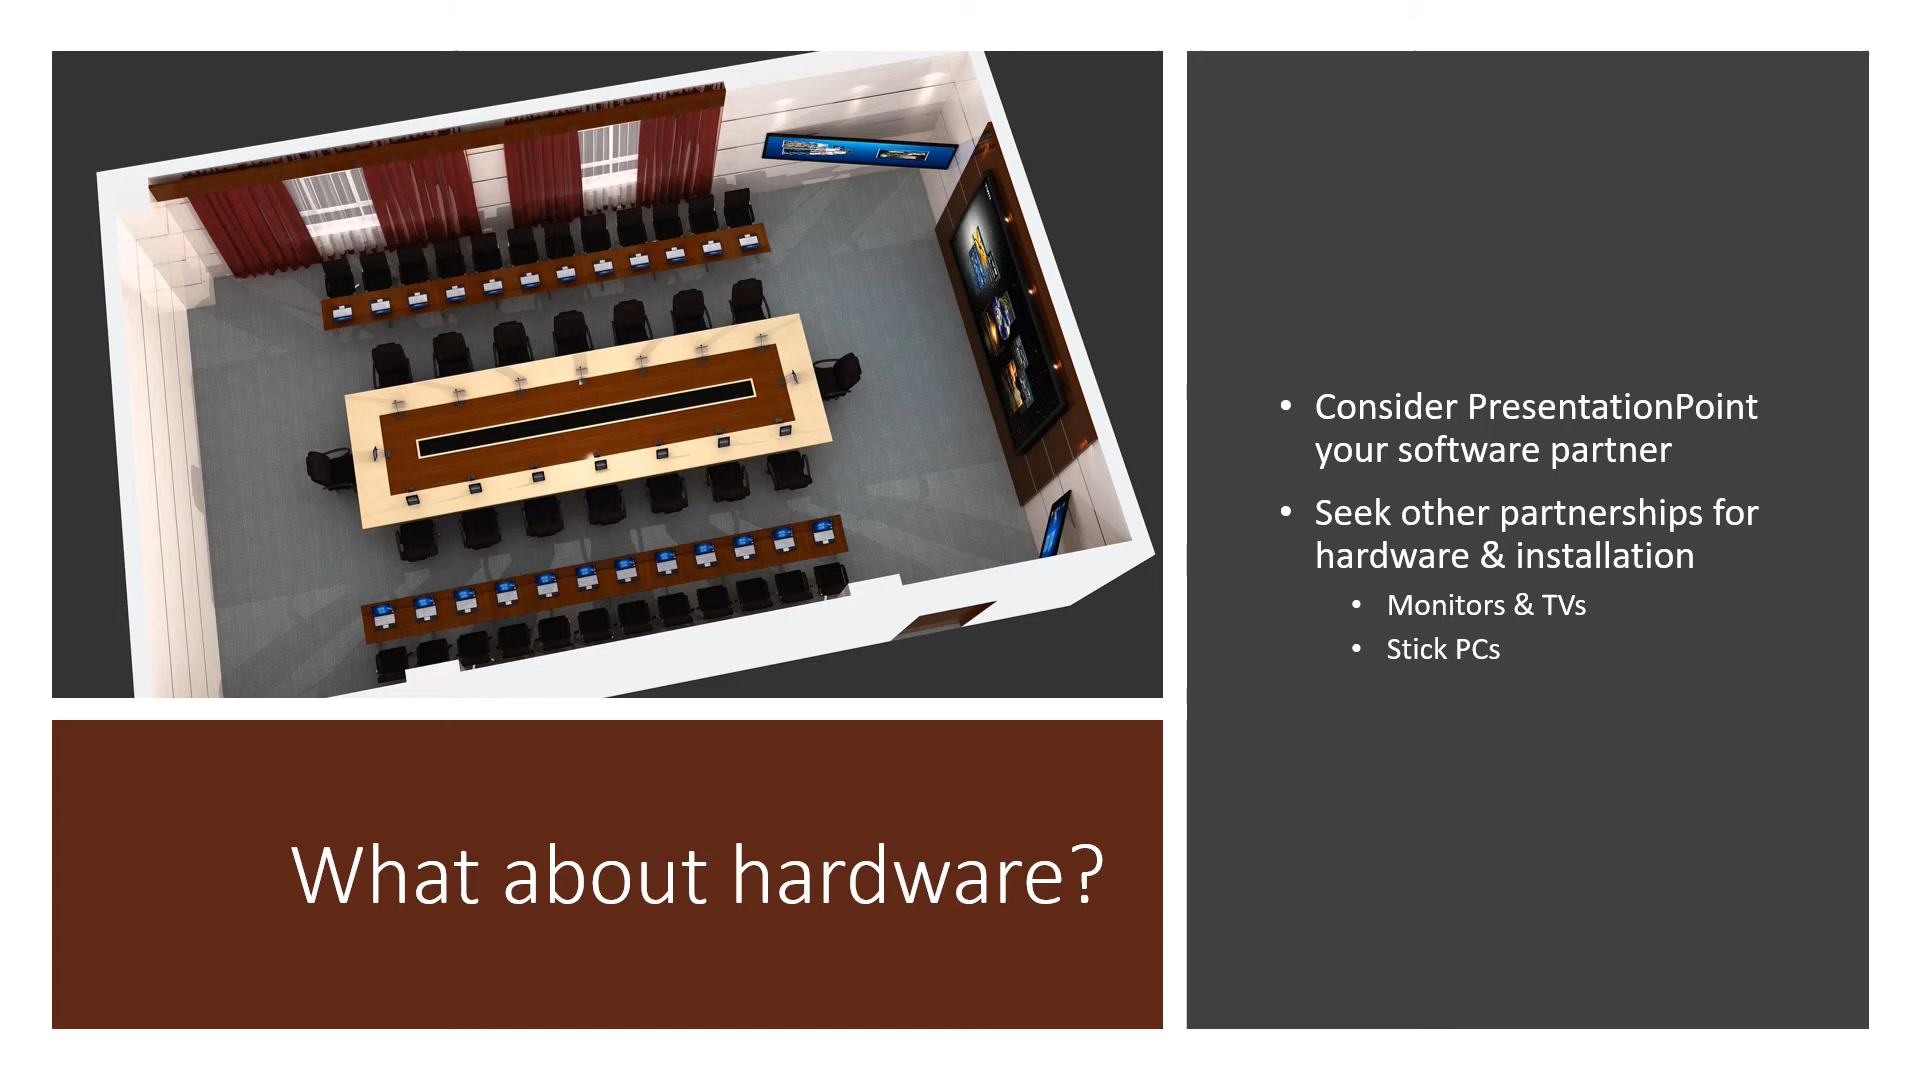 What about hardware?
• Consider PresentationPoint
your software partner
• Seek other partnerships for
hardware & installation
• Monitors & TVs
• Stick PCs